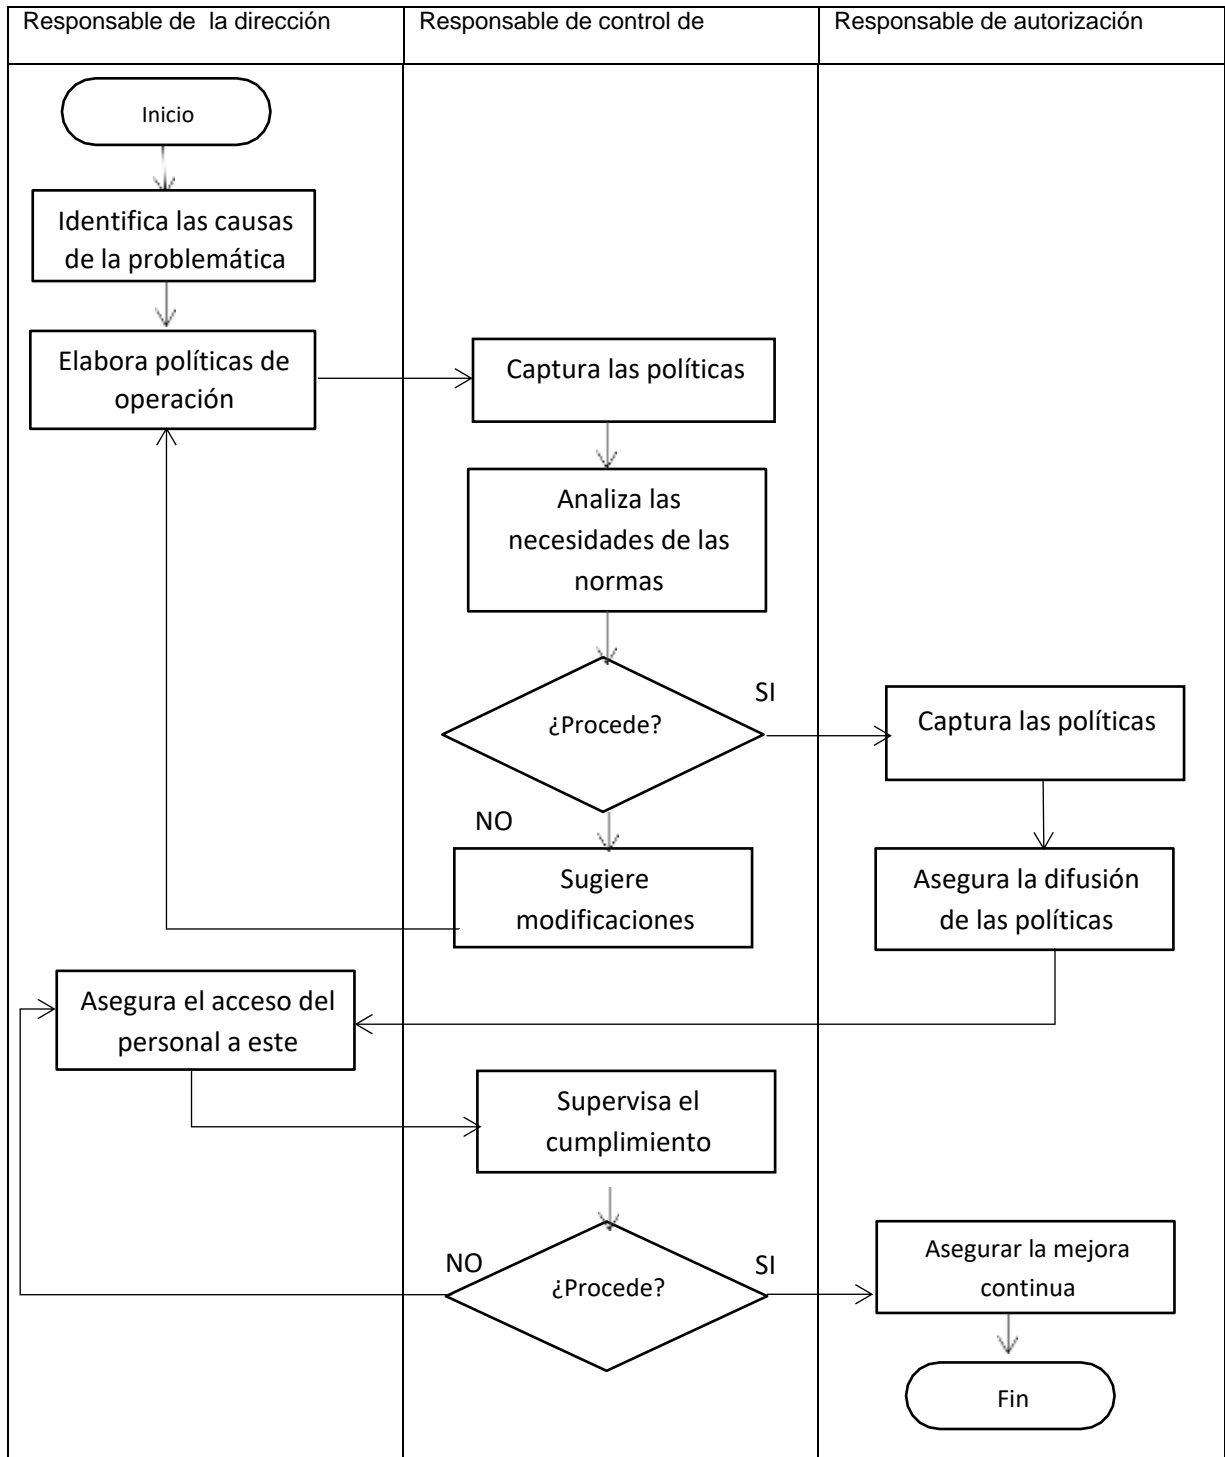 Responsable de  la dirección
Responsable de control de
Responsable de autorización
Inicio
Identifica las causas
de la problemática
Elabora políticas de
operación
Captura las políticas
Analiza las
necesidades de las
normas
¿Procede?
SI
Captura las políticas
NO
Sugiere
modificaciones
Asegura la difusión
de las políticas
Asegura el acceso del
personal a este
Supervisa el
cumplimiento
NO
¿Procede?
SI
Asegurar la mejora
continua
Fin